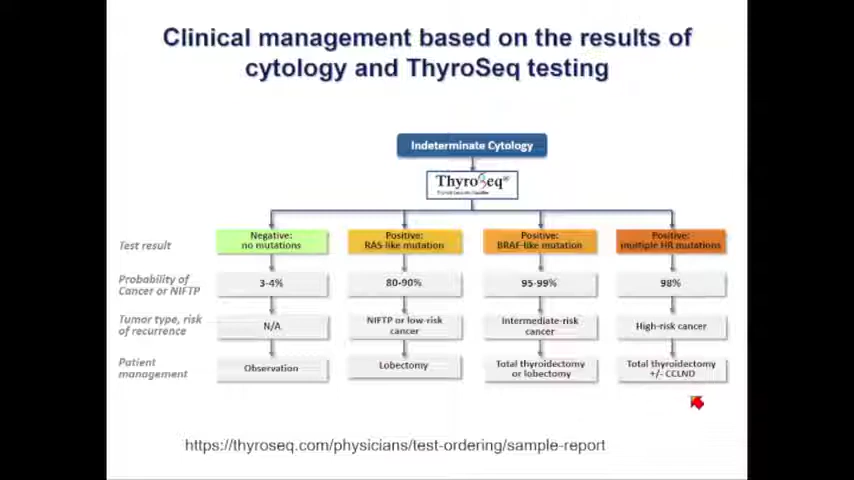 Clinical management based on the results of
cytology and ThyroSeq testing
Indeterminate Cytology
ThyroSeq®
Test result
Negative:
no mutations
Positive:
RAS-like mutation
Positive:
BRAF-like mutation
Positive:
multiple HR mutations
Probability of
Cancer or NIFTP
3-4%
80-90%
95-99%
98%
Tumor type, risk
of recurrence
N/A
NIFTP or low-risk
cancer
Intermediate-risk
cancer
High-risk cancer
Patient
management
Observation
Lobectomy
Total thyroidectomy
or lobectomy
Total thyroidectomy
+/- CCLND
https://thyroseq.com/physicians/test-ordering/sample-report